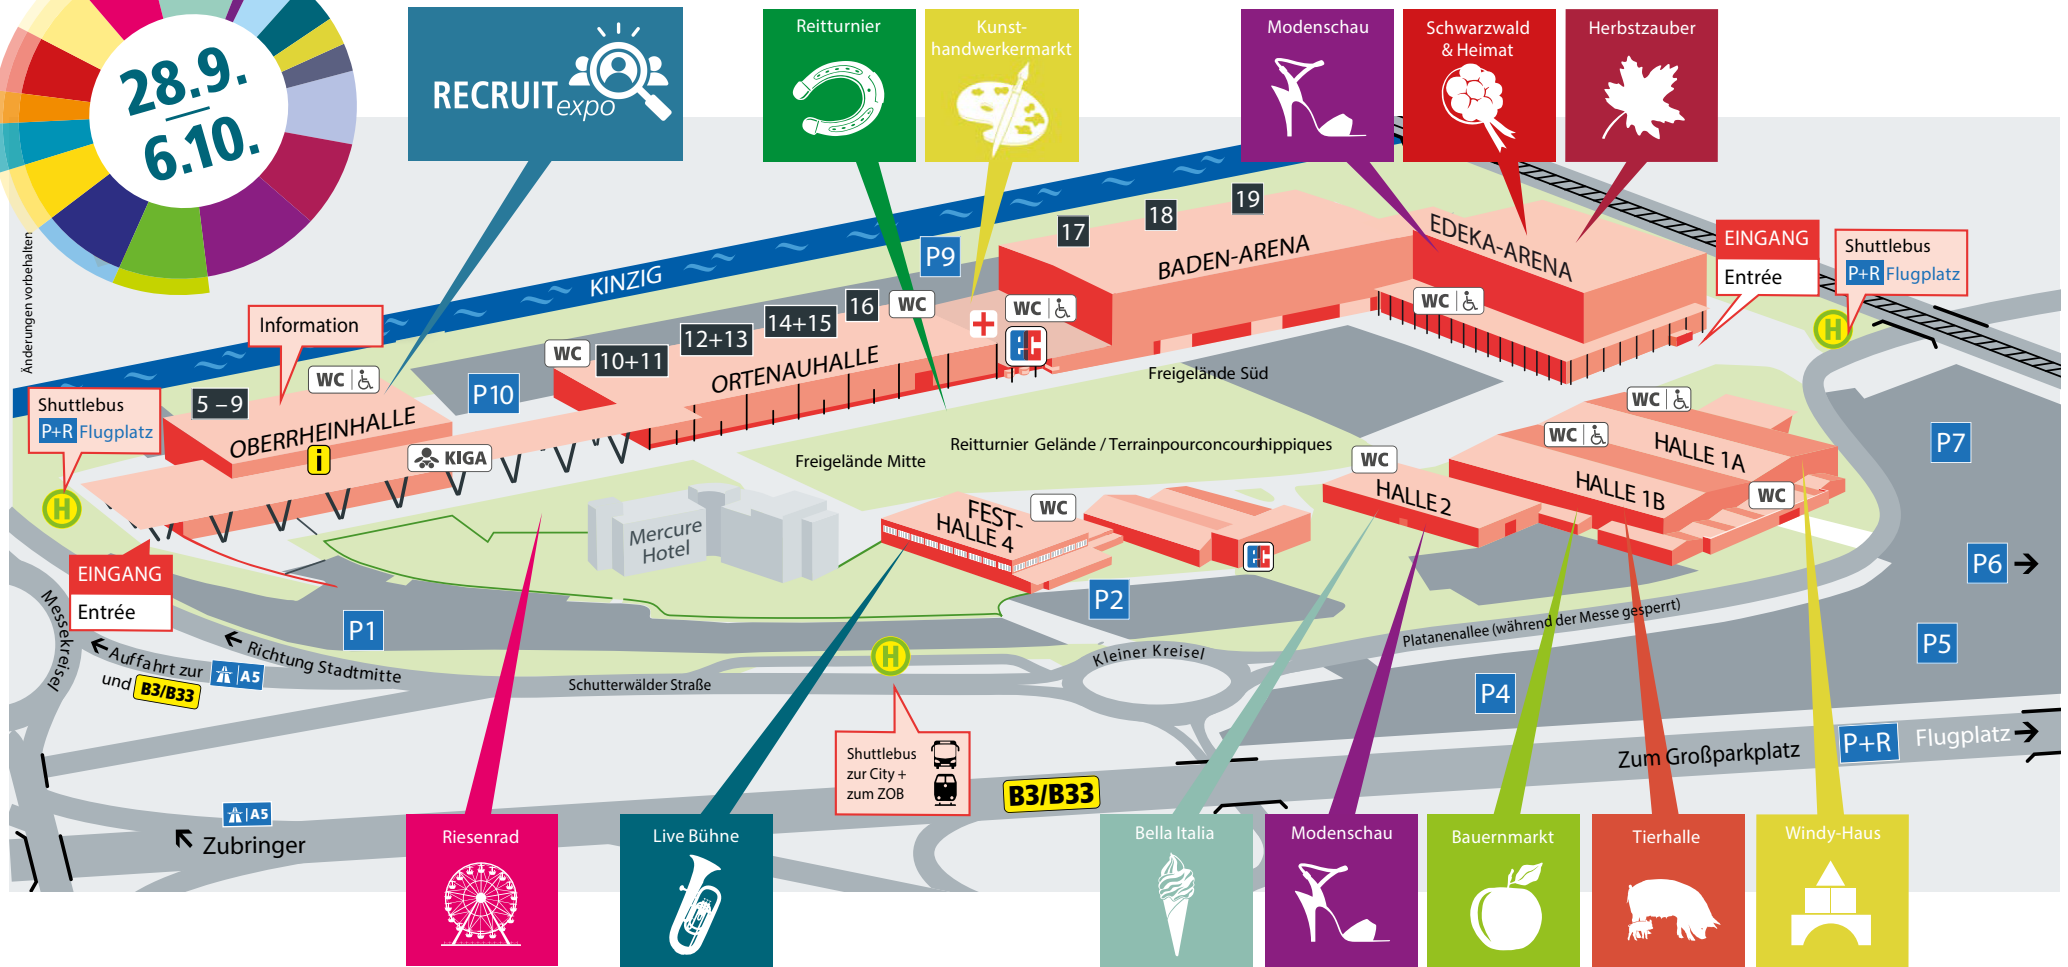 28.9.
6.10.
Änderungen vorbehalten
RECRUIT
expo
Reitturnier
Kunst-
handwerkermarkt
Modenschau
Schwarzwald
& Heimat
Herbstzauber
KINZIG
P9
17
18
19
BADEN-ARENA
EDEKA-ARENA
EINGANG
Entrée
Shuttlebus
P+R Flugplatz
H
Information
WC
5 – 9
OBERRHEINHALLE
i
P10
WC
10+11
12+13
14+15
16
WC
ORTENAUHALLE
WC
EC
WC
Freigelände Süd
Shuttlebus
P+R Flugplatz
H
EINGANG
Entrée
KIGA
Freigelände Mitte
Reitturnier Gelände / Terrainpourconcourshippiques
Mercure
Hotel
FEST-
HALLE 4
WC
EC
WC
HALLE 2
WC
WC
HALLE 1A
HALLE 1B
WC
P7
P6
P5
P4
P2
P1
Messekreisel
Auffahrt zur A5
und B3/B33
Richtung Stadtmitte
Schutterwälder Straße
H
Kleiner Kreisel
Platanenallee (während der Messe gesperrt)
Shuttlebus
zur City +
zum ZOB
B3/B33
Zum Großparkplatz
P+R Flugplatz
A5
Zubringer
Riesenrad
Live Bühne
Bella Italia
Modenschau
Bauernmarkt
Tierhalle
Windy-Haus